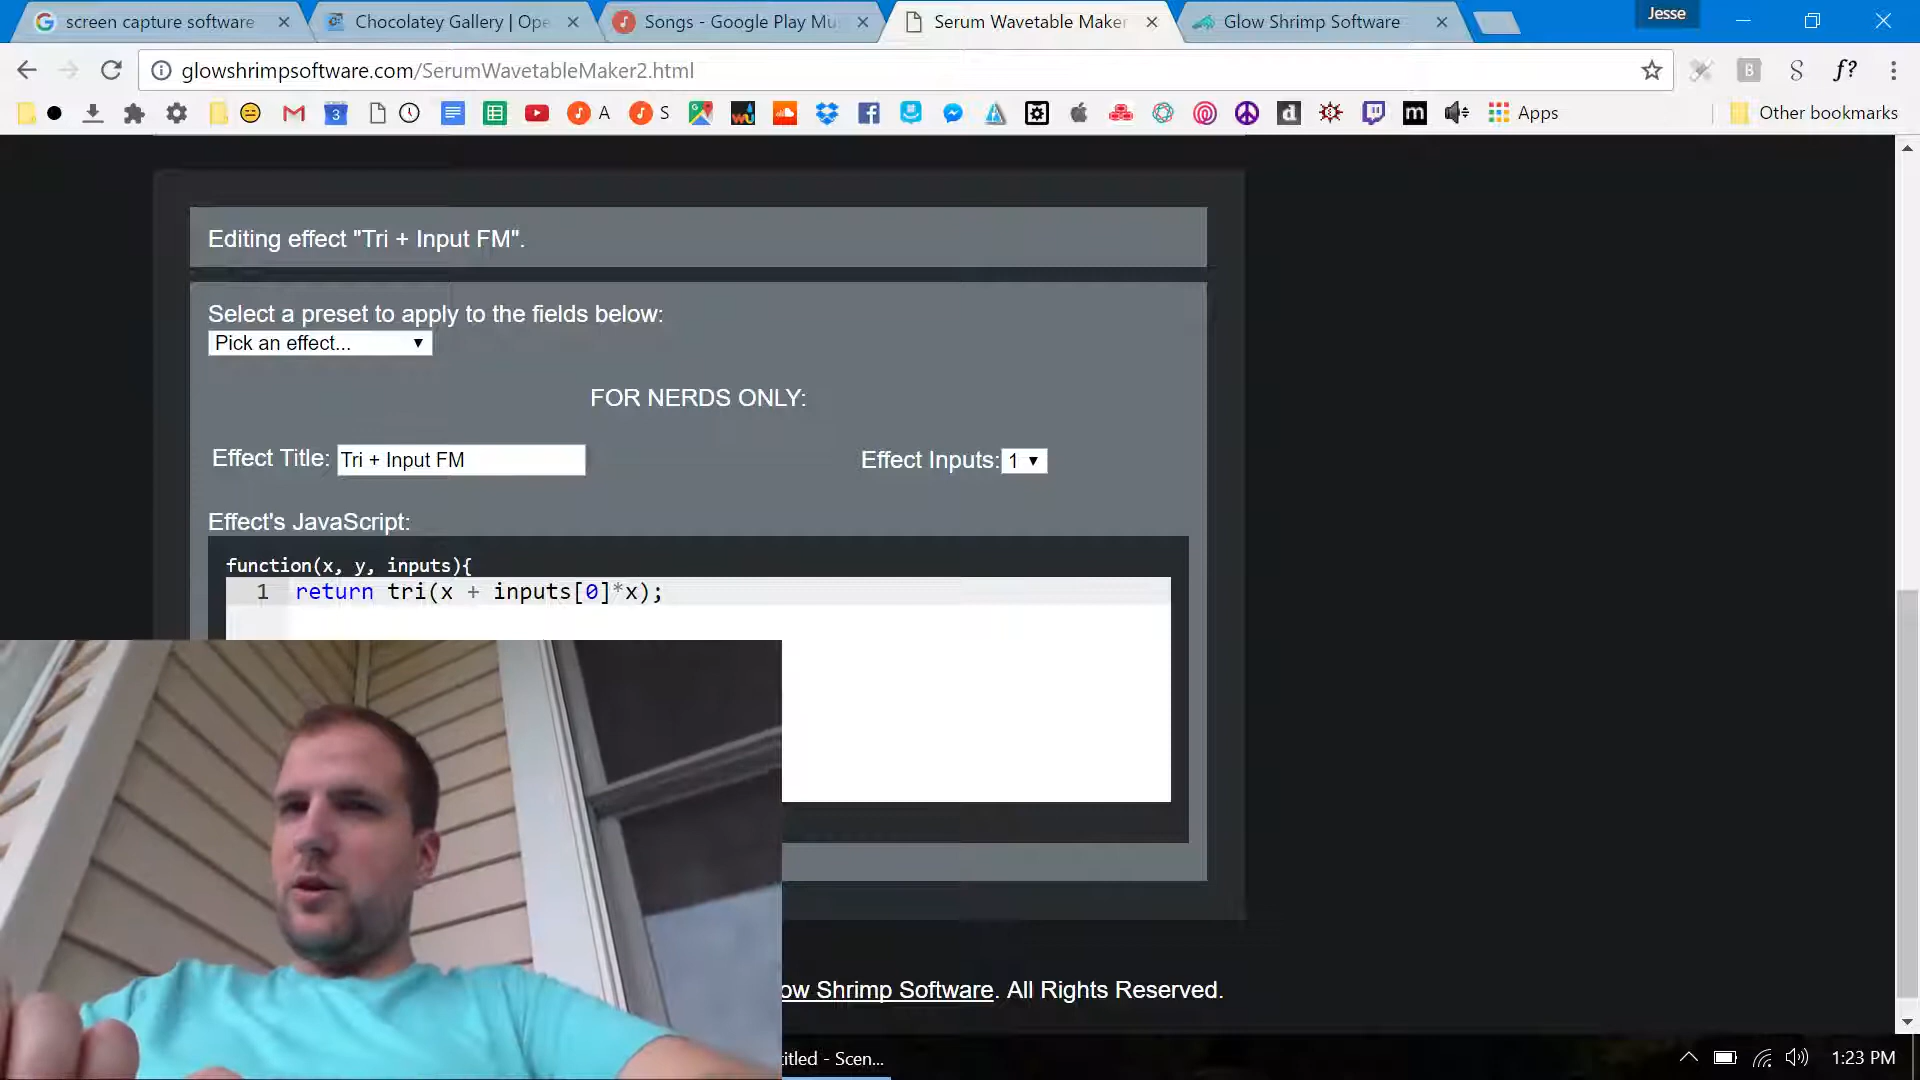 screen capture software
Chocolatey Gallery | Ope
Songs - Google Play Mu
Serum Wavetable Maker
Glow Shrimp Software
Jesse
glowshrimpsoftware.com/SerumWavetableMaker2.html
A
S
Apps
Other bookmarks
Editing effect "Tri + Input FM".
Select a preset to apply to the fields below:
Pick an effect...
FOR NERDS ONLY:
Effect Title: Tri + Input FM
Effect Inputs: 1
Effect's JavaScript:
function(x, y, inputs){
1 return tri(x + inputs[0]*x);
ow Shrimp Software. All Rights Reserved.
titled - Scen...
1:23 PM